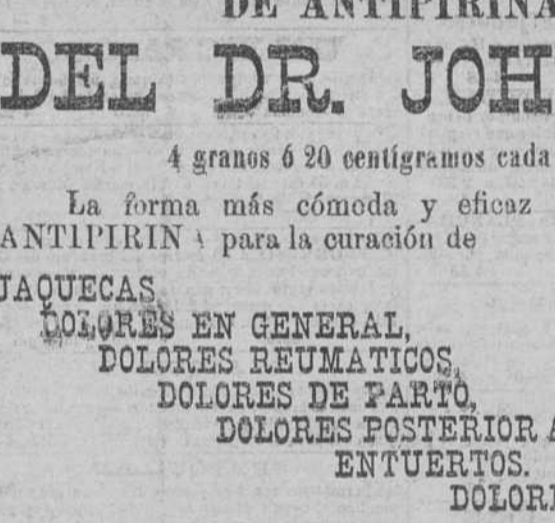 DE ANTIPIRINA
DEL DR. JOH
4 granos ó 20 centígramos cada
La forma más cómoda y eficaz
ANTIPIRIN para la curación de
JAQUECAS,
DOLORES EN GENERAL,
DOLORES REUMATICOS,
DOLORES DE PARTO,
DOLORES POSTERIOR A
ENTUERTOS.
DOLOR